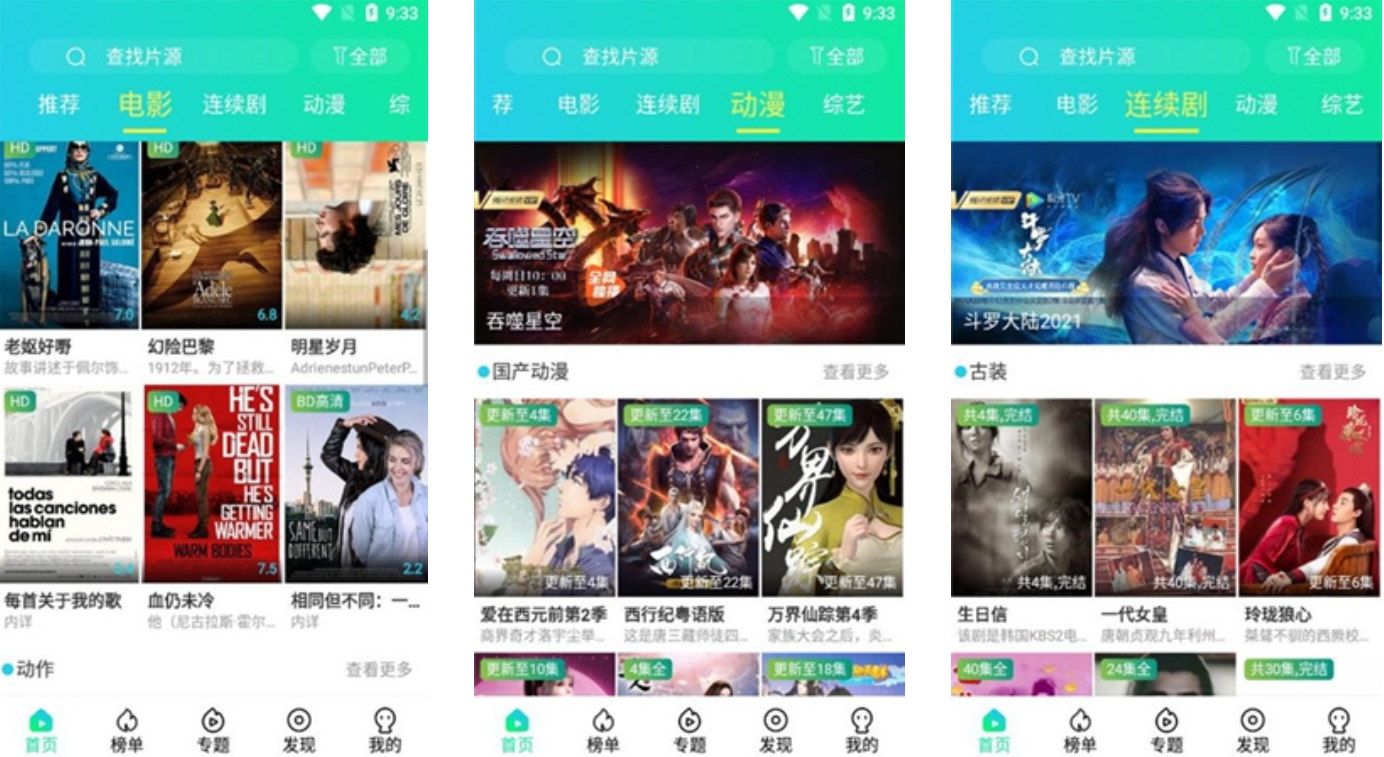 9:33
查找片源
全部
推荐 电影 连续剧 动漫 综
HD HD HD
LA DARONNE
7.0
Adèle
6.8
4.2
老妪好嘢 幻险巴黎 明星岁月
故事讲述于佩尔饰... 1912年。为了拯救... AdrienestunPeterP...
HD HD BD高清
todas
las canciones
hablan
de mí
HE'S
STILL
DEAD
BUT
HE'S
GETTING
WARMER
WARM BODIES
7.5
SAME BUT
DIFFERENT
2.2
每首关于我的歌 血仍未冷 相同但不同：一...
内详 他（尼古拉斯·霍尔... 内详
动作 查看更多
首页 榜单 专题 发现 我的
9:33
查找片源
全部
荐 电影 连续剧 动漫 综艺
吞噬星空
Swallowed Star
每周日10：00
更新1集
吞噬星空
国产动漫 查看更多
更新至4集 更新至22集 更新至47集
万界仙踪
西行纪
更新至4集 更新至22集 更新至47集
爱在西元前第2季 西行纪粤语版 万界仙踪第4季
商界奇才洛宇尘举... 这是唐三藏师徒四... 家族大会之后，炎...
更新至10集 4集全 更新至18集
首页 榜单 专题 发现 我的
9:33
查找片源
全部
推荐 电影 连续剧 动漫 综艺
斗罗大陆
斗罗大陆2021
古装 查看更多
共4集,完结 共40集,完结 更新至6集
一代女皇
共4集,完结 共40集,完结 更新至6集
生日信 一代女皇 玲珑狼心
该剧是韩国KBS2电... 唐朝贞观九年利州... 桀骜不驯的西厥校...
40集全 24集全 共30集,完结
首页 榜单 专题 发现 我的